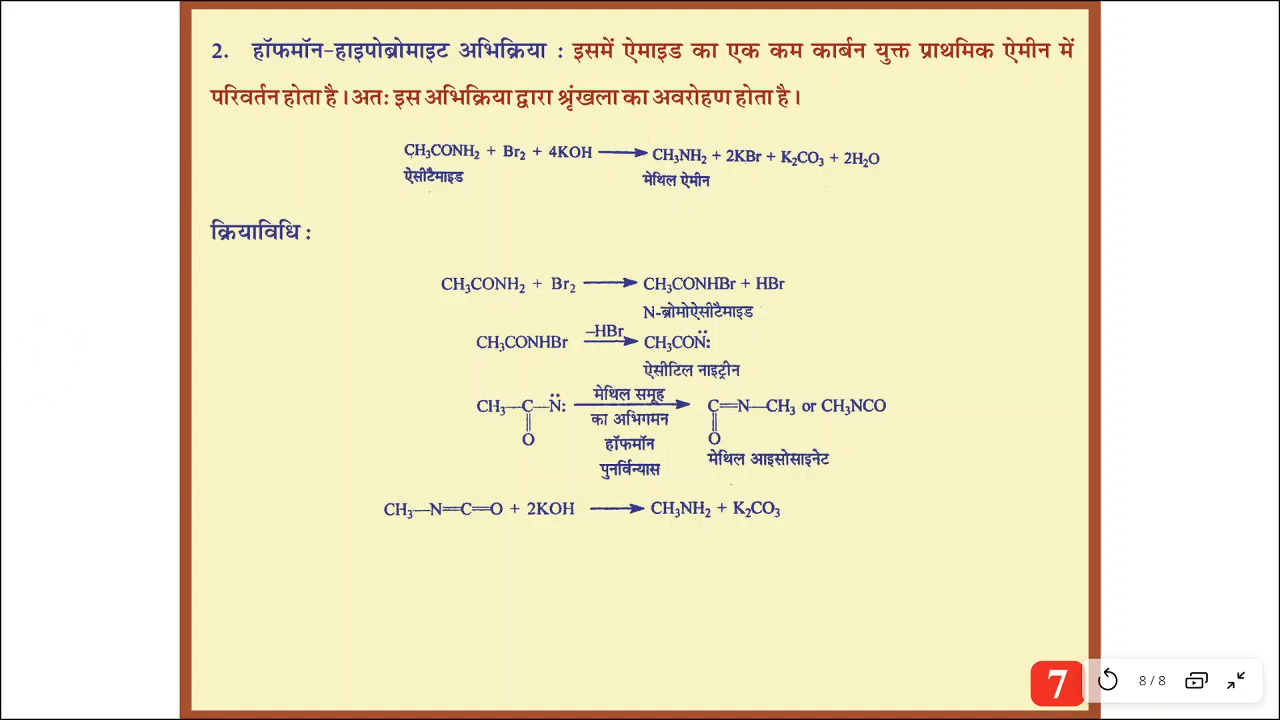 2. हॉफमॉन-हाइपोब्रोमाइट अभिक्रिया : इसमें ऐमाइड का एक कम कार्बन युक्त प्राथमिक ऐमीन में
परिवर्तन होता है। अतः इस अभिक्रिया द्वारा श्रृंखला का अवरोहण होता है।
CH₃CONH₂ + Br₂ + 4KOH ⟶ CH₃NH₂ + 2KBr + K₂CO₃ + 2H₂O
ऐसीटैमाइड मेथिल ऐमीन
क्रियाविधि :
CH₃CONH₂ + Br₂ ⟶ CH₃CONHBr + HBr
N-ब्रोमोऐसीटैमाइड
–HBr
CH₃CONHBr ⟶ CH₃CON̈:
ऐसीटिल नाइट्रीन
मेथिल समूह
CH₃—C—N̈: ⟶ C=N—CH₃ or CH₃NCO
का अभिगमन
O O
हॉफमॉन
मेथिल आइसोसाइनेट
पुनर्विन्यास
CH₃—N=C=O + 2KOH ⟶ CH₃NH₂ + K₂CO₃
7 8 / 8